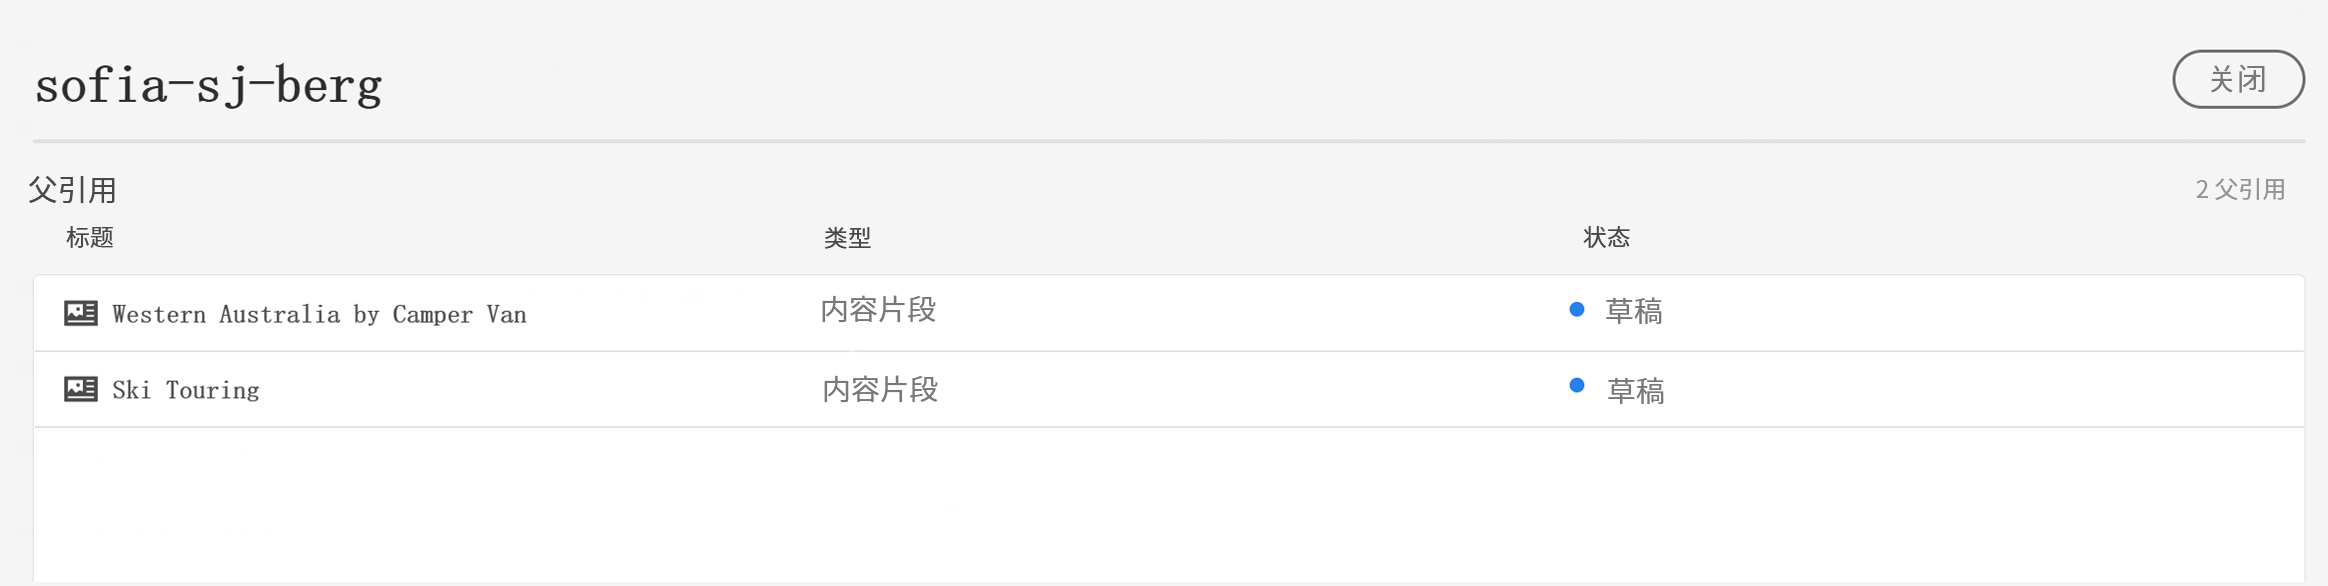 sofia-sj-berg
关闭
父引用
2 父引用
标题 类型 状态
Western Australia by Camper Van 内容片段 草稿
Ski Touring 内容片段 草稿